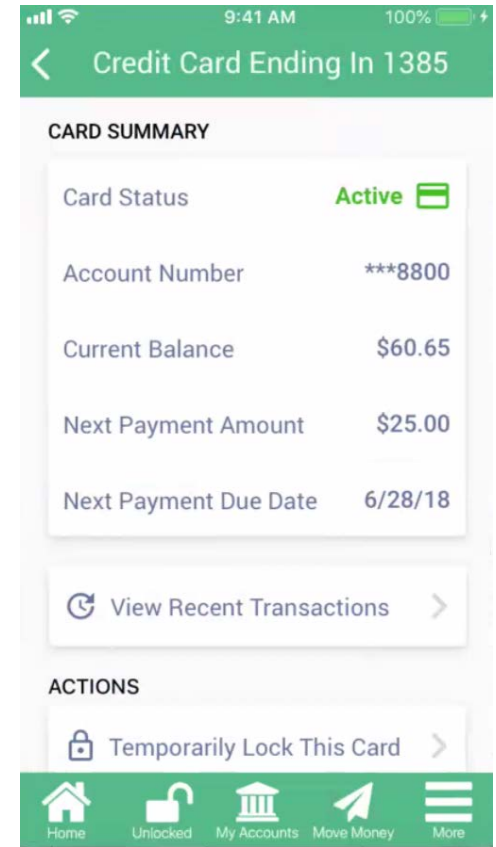 9:41 AM 100%
Credit Card Ending In 1385
CARD SUMMARY
Card Status Active
Account Number ***8800
Current Balance $60.65
Next Payment Amount $25.00
Next Payment Due Date 6/28/18
View Recent Transactions
ACTIONS
Temporarily Lock This Card
Home Unlocked My Accounts Move Money More